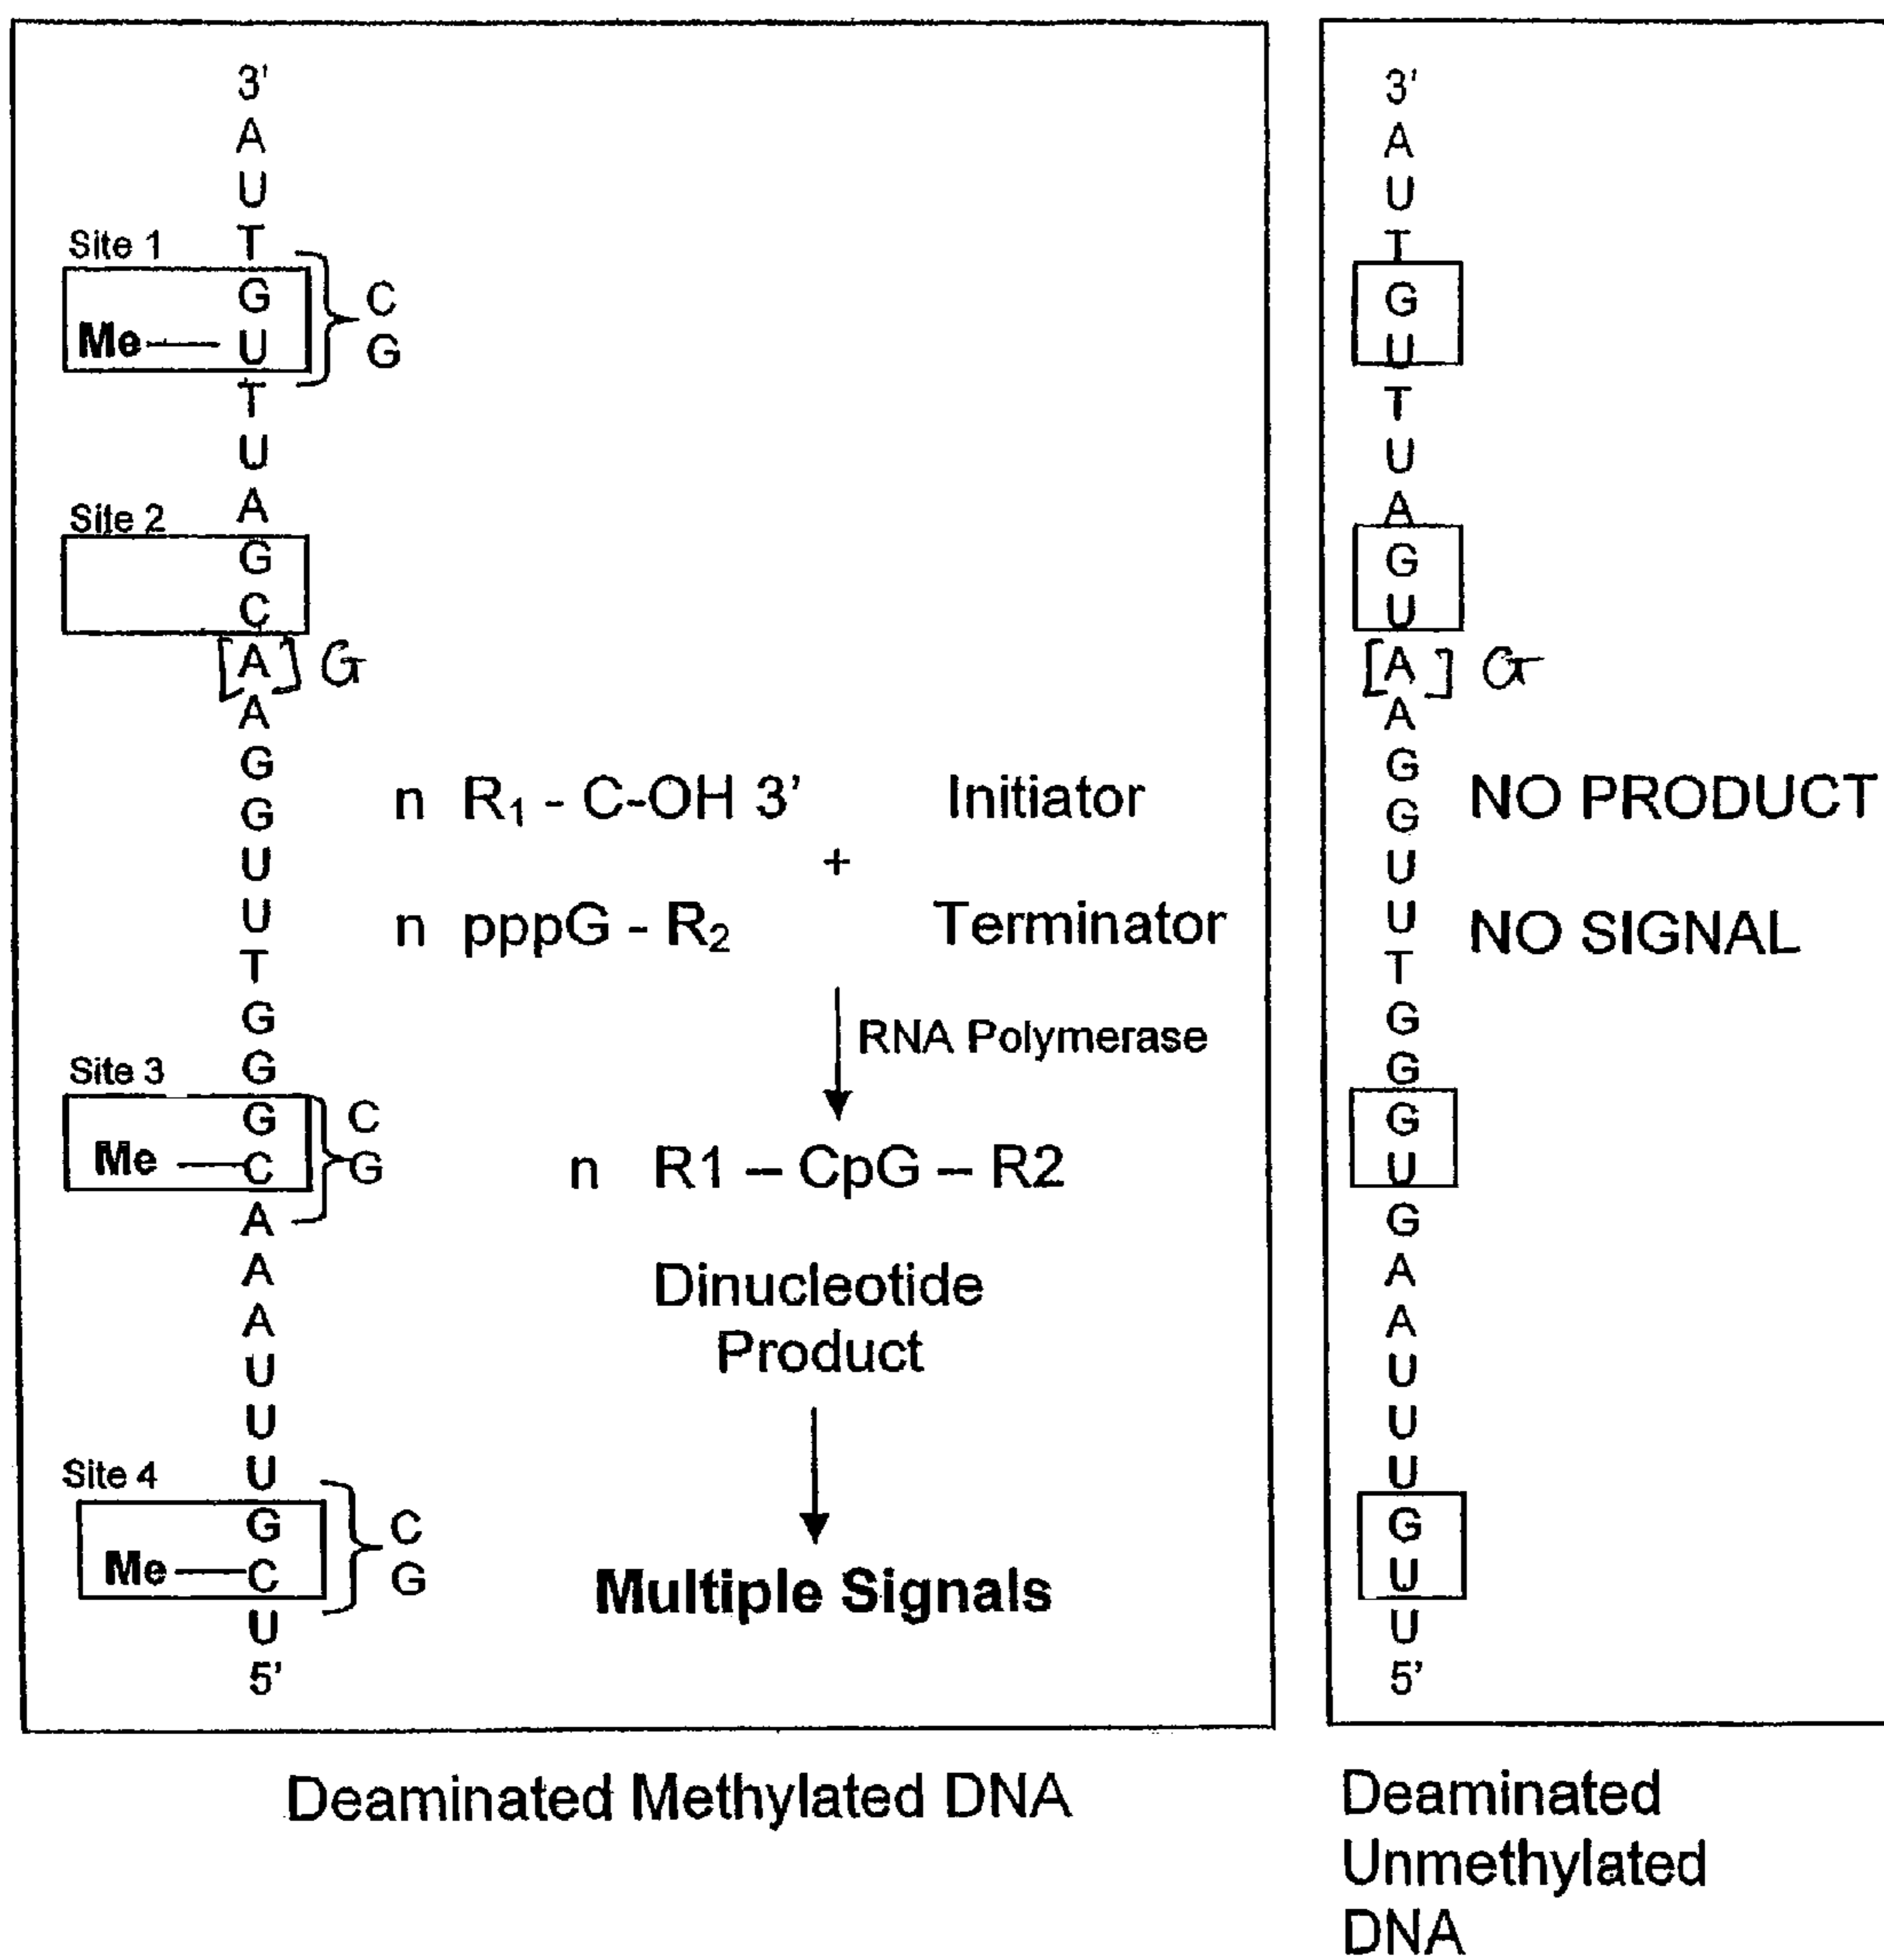 3'
A
U
T
Site 1
G
Me — U
C
G
T
U
A
Site 2
G
C
[A] G
A
G
G
U
U
T
G
G
Site 3
G
Me — C
C
G
A
A
A
U
U
U
Site 4
G
Me — C
C
G
U
5'
n R₁ - C-OH 3' Initiator
+
n pppG - R₂ Terminator
RNA Polymerase
n R1 – CpG – R2
Dinucleotide
Product
Multiple Signals
Deaminated Methylated DNA
3'
A
U
T
G
U
T
U
A
G
U
[A] G
A
G
G
U
U
T
G
G
G
U
G
A
A
U
U
U
G
U
U
5'
NO PRODUCT
NO SIGNAL
Deaminated
Unmethylated
DNA